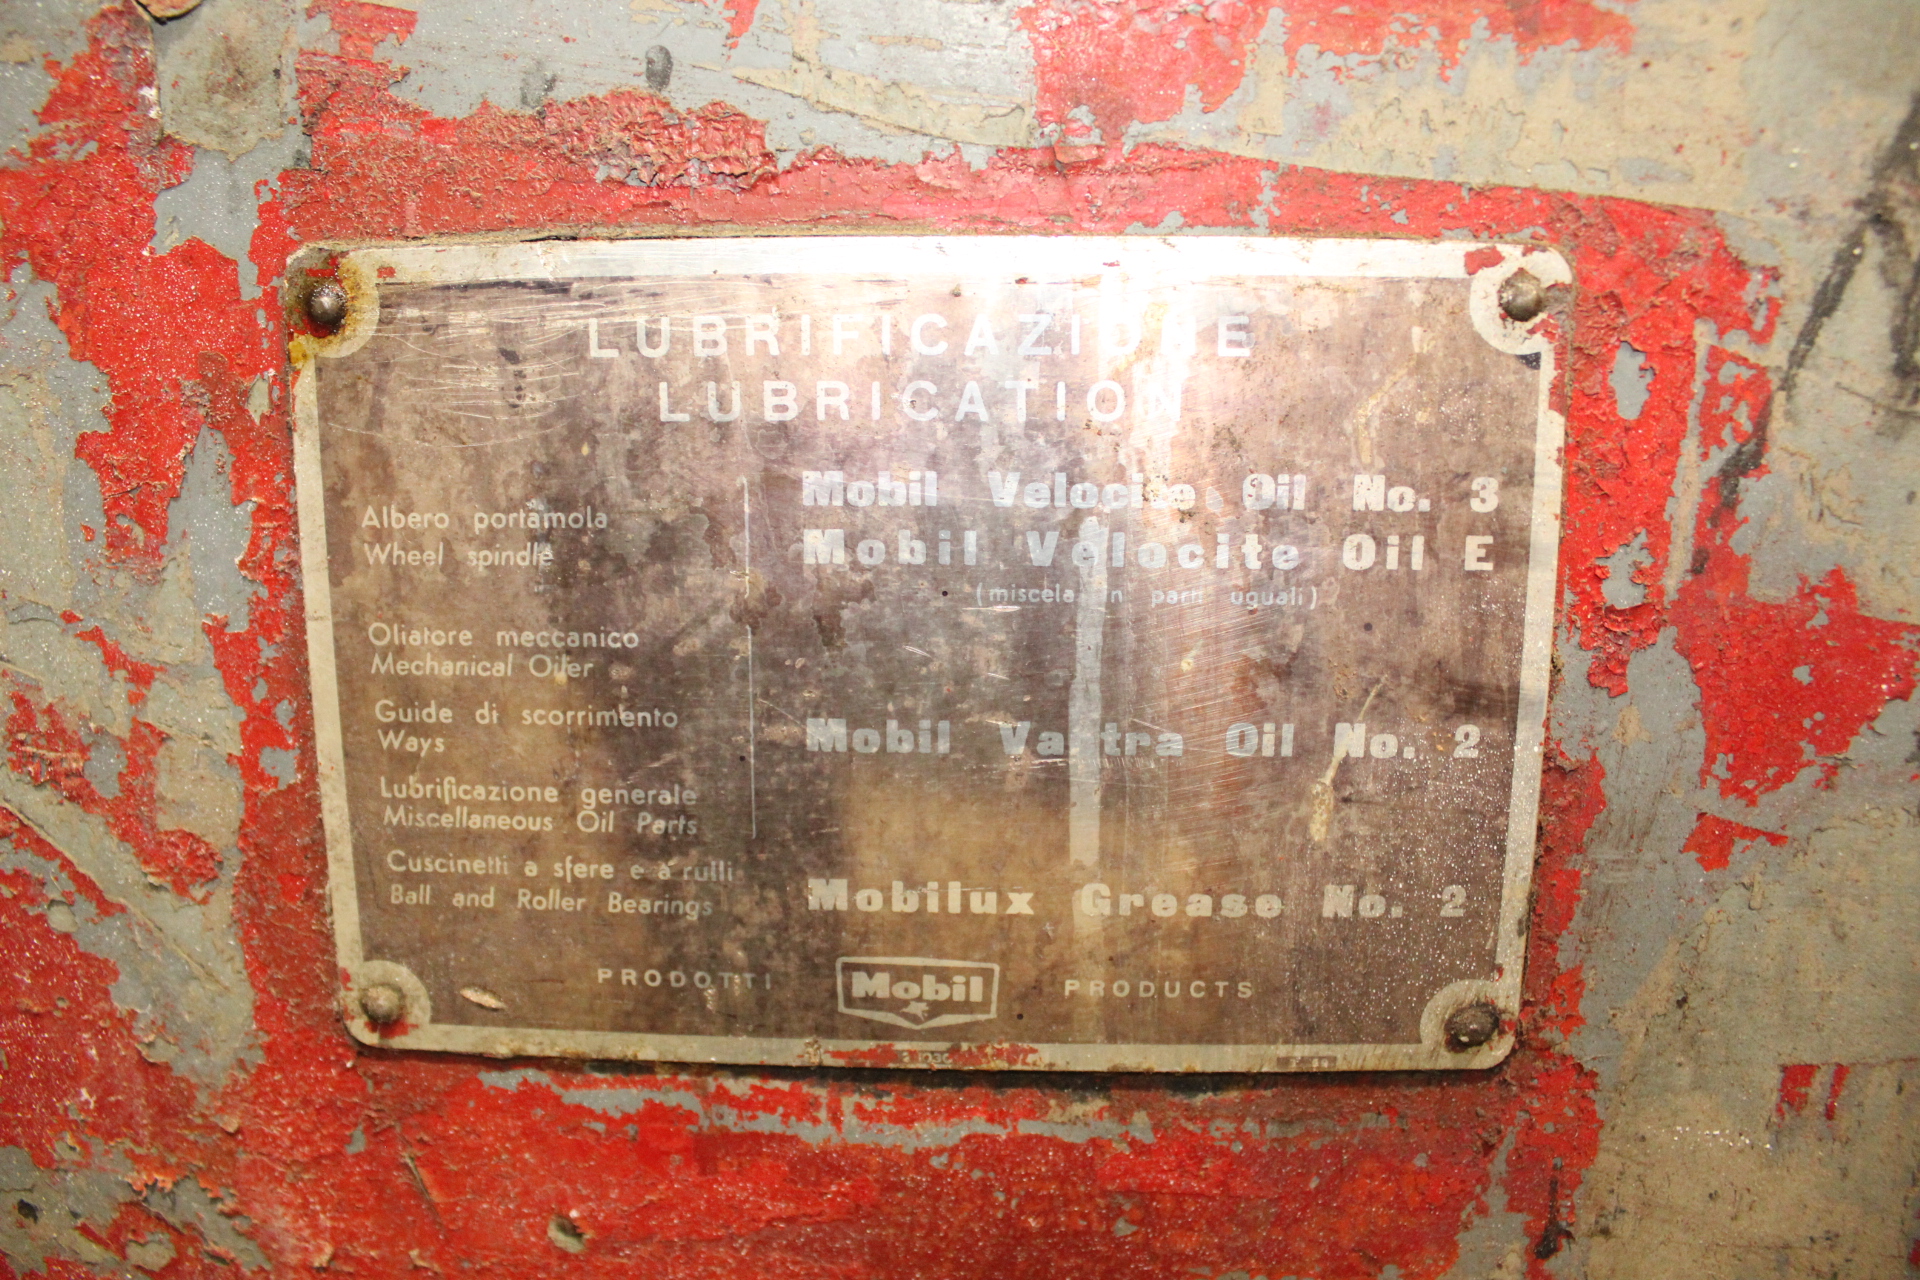 LUBRIFICAZIONE
LUBRICATION
Albero portamola
Wheel spindle
Mobil Velocite Oil No. 3
Mobil Velocite Oil E
(miscela in parti uguali)
Oliatore meccanico
Mechanical Oiler
Guide di scorrimento
Ways
Mobil Vactra Oil No. 2
Lubrificazione generale
Miscellaneous Oil Parts
Cuscinetti a sfere e a rulli
Ball and Roller Bearings
Mobilux Grease No. 2
PRODOTTI Mobil PRODUCTS